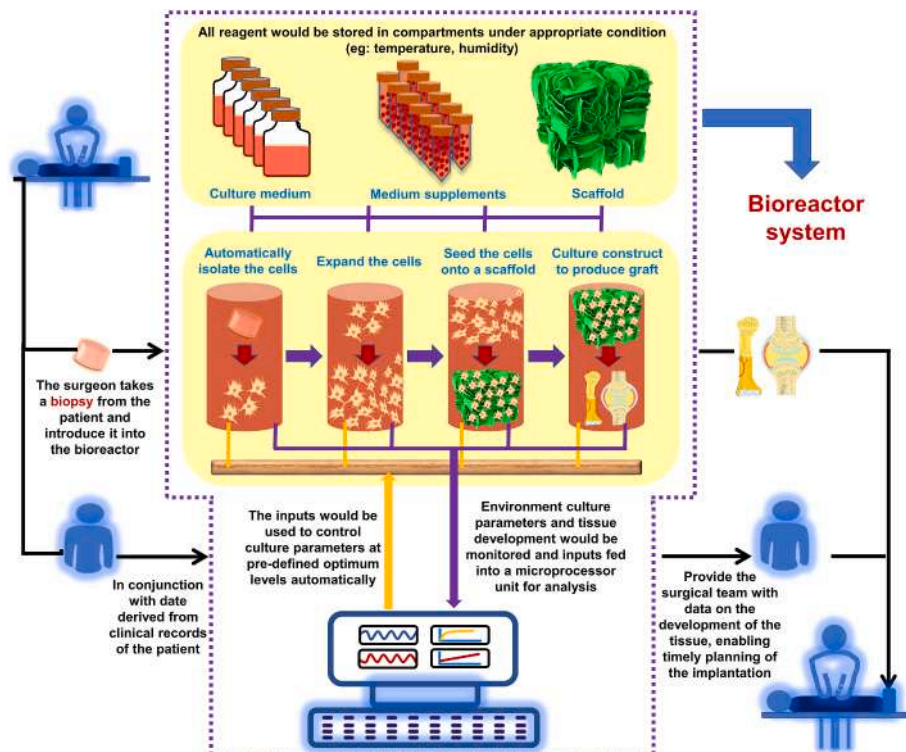 All reagent would be stored in compartments under appropriate condition
(eg: temperature, humidity)
Culture medium
Medium supplements
Scaffold
Bioreactor
system
Automatically
isolate the cells
Expand the cells
Seed the cells
onto a scaffold
Culture construct
to produce graft
The surgeon takes
a biopsy from the
patient and
introduce it into
the bioreactor
The inputs would be
used to control
culture parameters at
pre-defined optimum
levels automatically
Environment culture
parameters and tissue
development would be
monitored and inputs fed
into a microprocessor
unit for analysis
In conjunction
with date
derived from
clinical records
of the patient
Provide the
surgical team with
data on the
development of the
tissue, enabling
timely planning of
the implantation